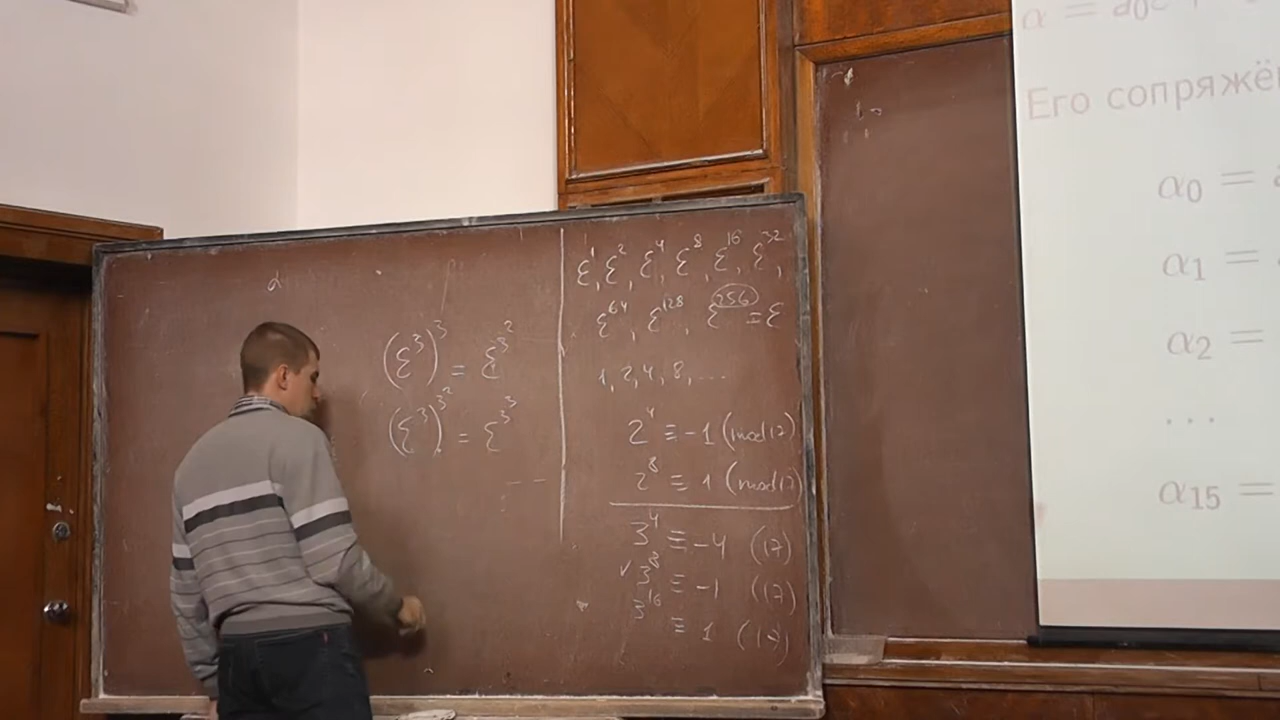 α
(ε³)³ = ε^{3²}
(ε³)^{3²} = ε^{3³}
ε¹, ε², ε⁴, ε⁸, ε¹⁶, ε³²,
ε⁶⁴, ε¹²⁸, ε²⁵⁶ = ε
1, 2, 4, 8, ...
2⁴ ≡ -1 (mod 17)
2⁸ ≡ 1 (mod 17)
3⁴ ≡ -4 (17)
✓ 3⁸ ≡ -1 (17)
3¹⁶ ≡ 1 (17)
Его
α₀ =
α₁ =
α₂ =
...
α₁₅ =